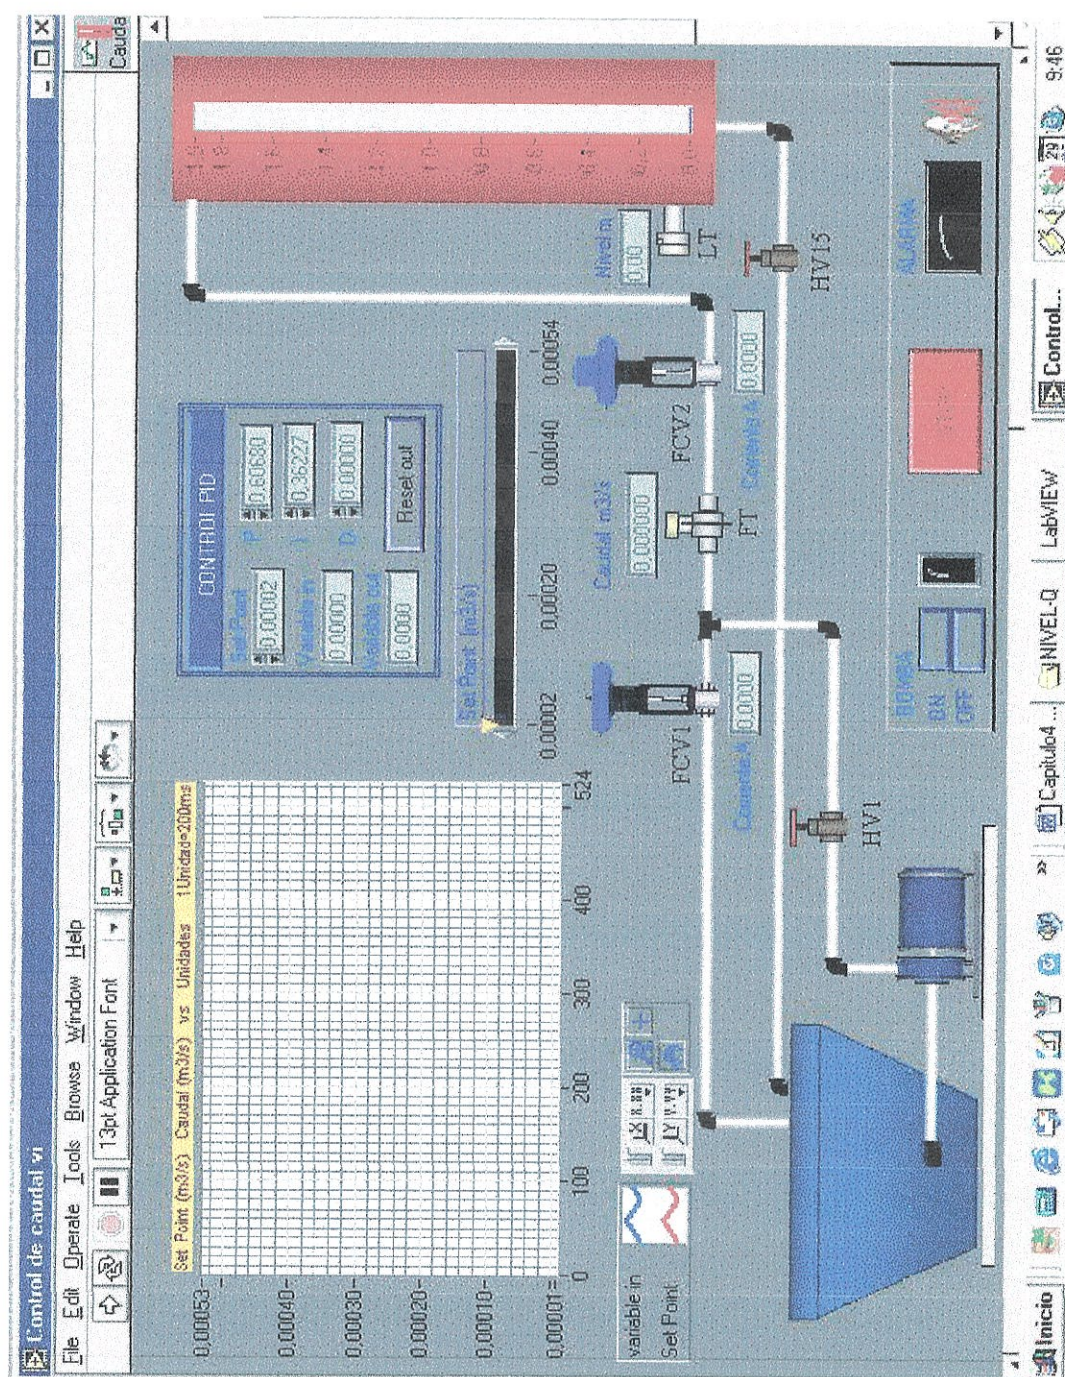 Control de caudal vi
File Edit Operate Tools Browse Window Help
13pt Application Font
Cauda
Set Point (m3/s) Caudal (m3/s) vs Unidades 1Unidad=200ms
0,00053
0,00040
0,00030
0,00020
0,00010
0,00001
0 100 200 300 400 524
variable in
Set Point
CONTROL PID
Set Point P
0,00002 0,60680
Variable in I
0,00000 0,36227
Variable out D
0,0000 0,00000
Reset out
Set Point (m3/s)
0,00002 0,00020 0,00040 0,00054
Nivel m
0,00
LT
Caudal m3/s
0,000000
FCV1 FT FCV2
Corriente A
0,0000
Corriente A
0,0000
HV15
HV1
BOMBA
ON
OFF
ALARMA
Inicio
Capitulo4 ...
NIVEL-Q
LabVIEW
Control...
29
9:46